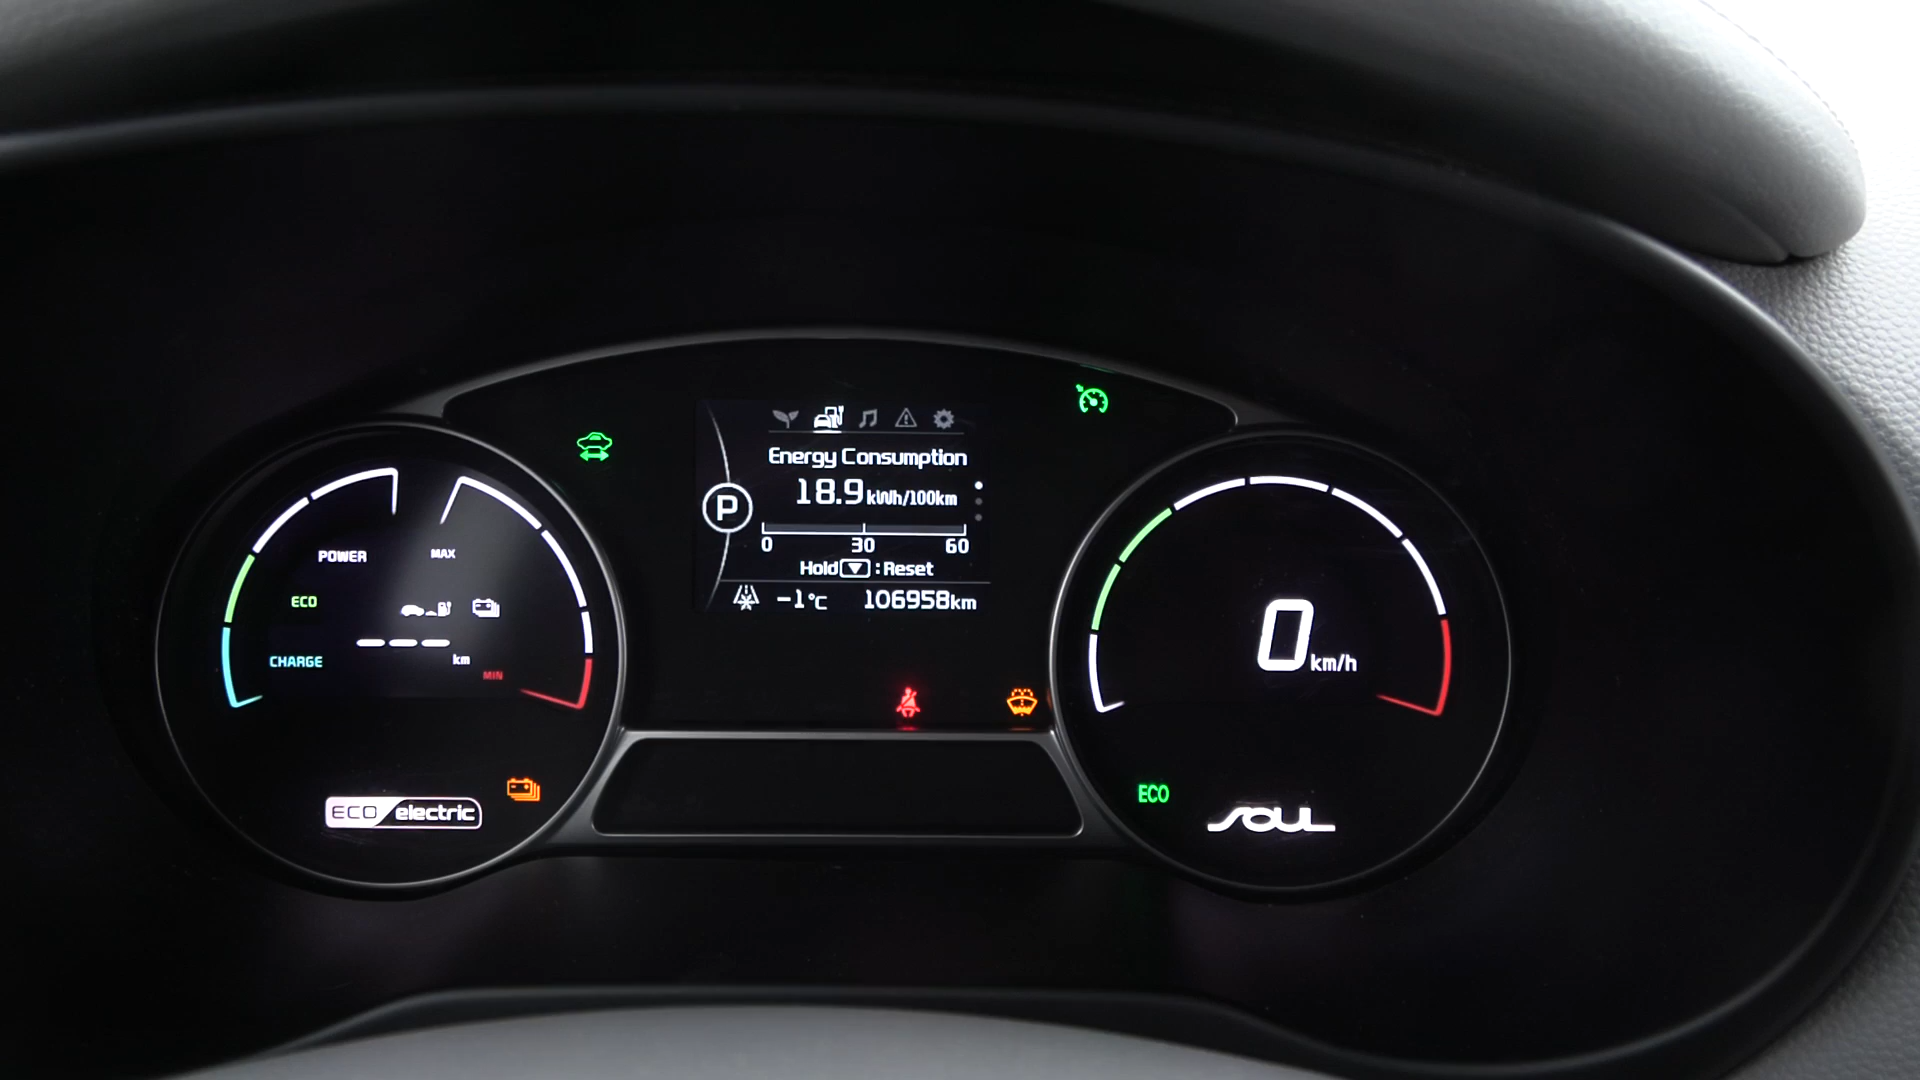 Energy Consumption
18.9 kWh/100km
P
0 30 60
Hold ▼ : Reset
-1°C 106958km
POWER MAX
ECO
CHARGE
--- km
MIN
ECO electric
0 km/h
ECO
SOUL